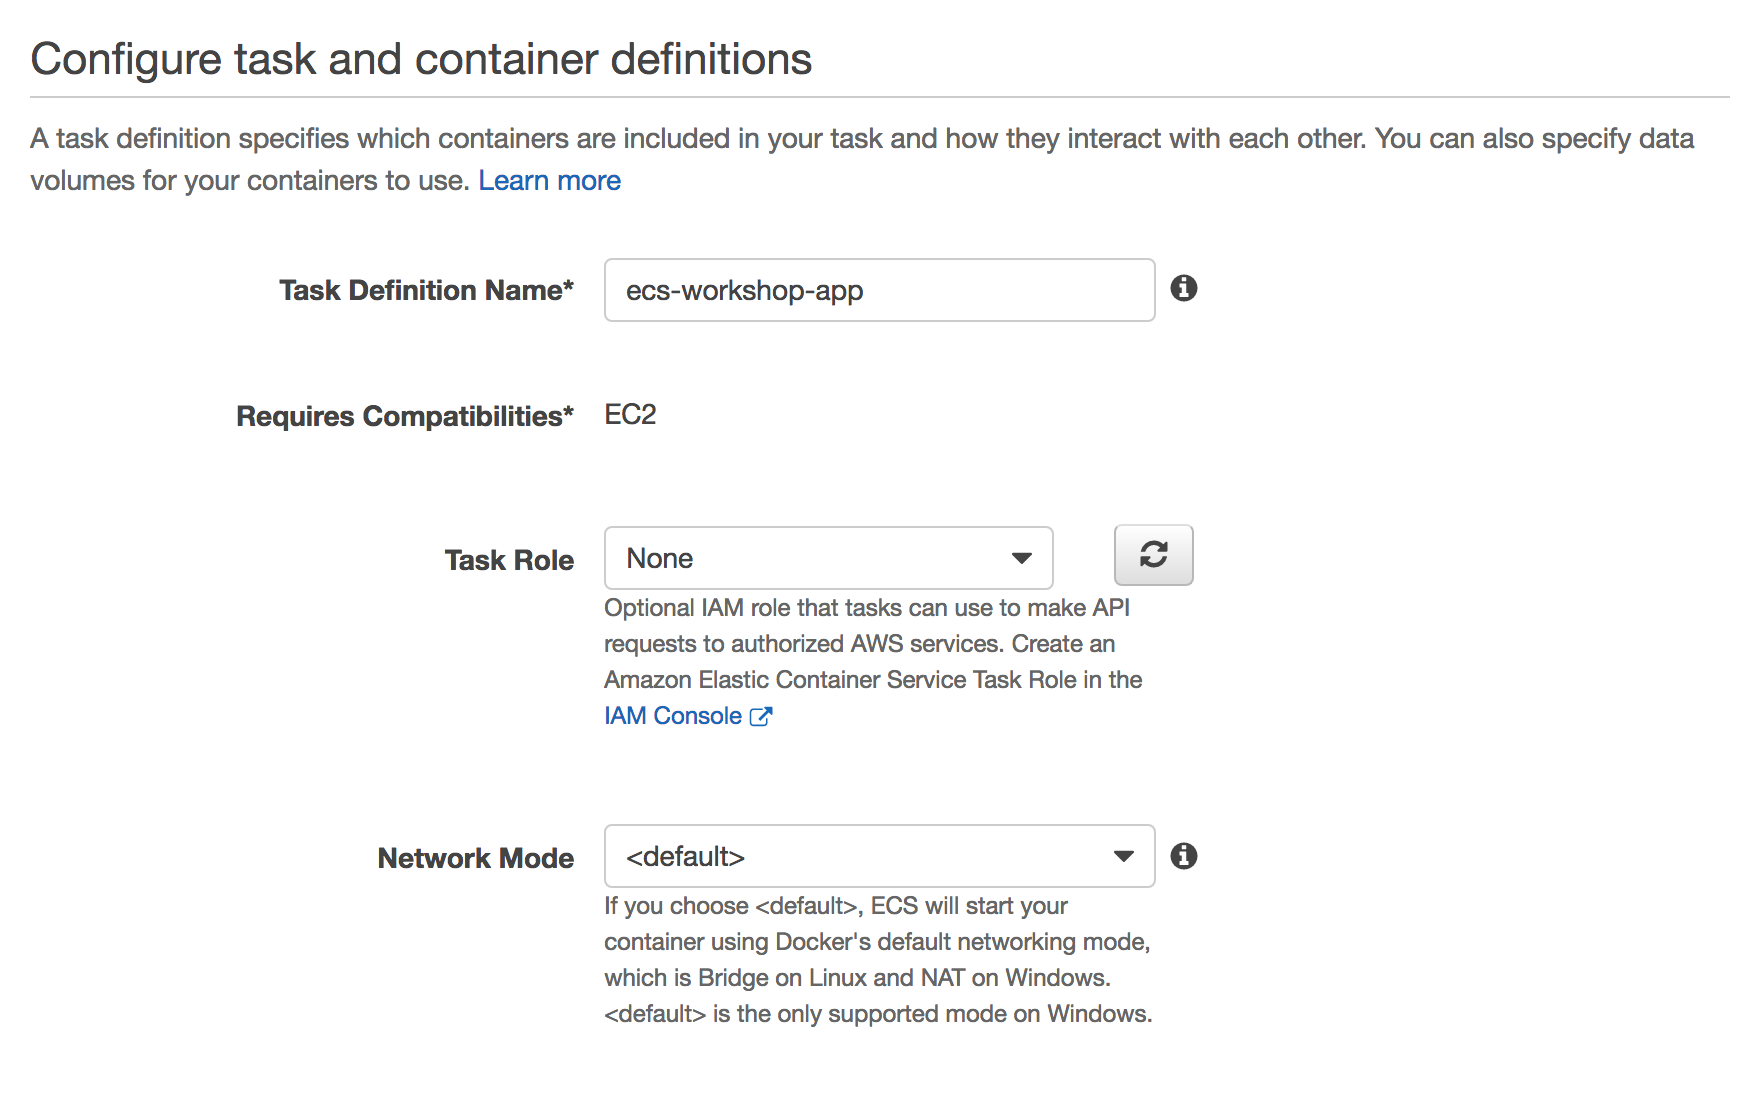 Configure task and container definitions
A task definition specifies which containers are included in your task and how they interact with each other. You can also specify data
volumes for your containers to use. Learn more
Task Definition Name* ecs-workshop-app
Requires Compatibilities* EC2
Task Role None
Optional IAM role that tasks can use to make API
requests to authorized AWS services. Create an
Amazon Elastic Container Service Task Role in the
IAM Console
Network Mode <default>
If you choose <default>, ECS will start your
container using Docker's default networking mode,
which is Bridge on Linux and NAT on Windows.
<default> is the only supported mode on Windows.